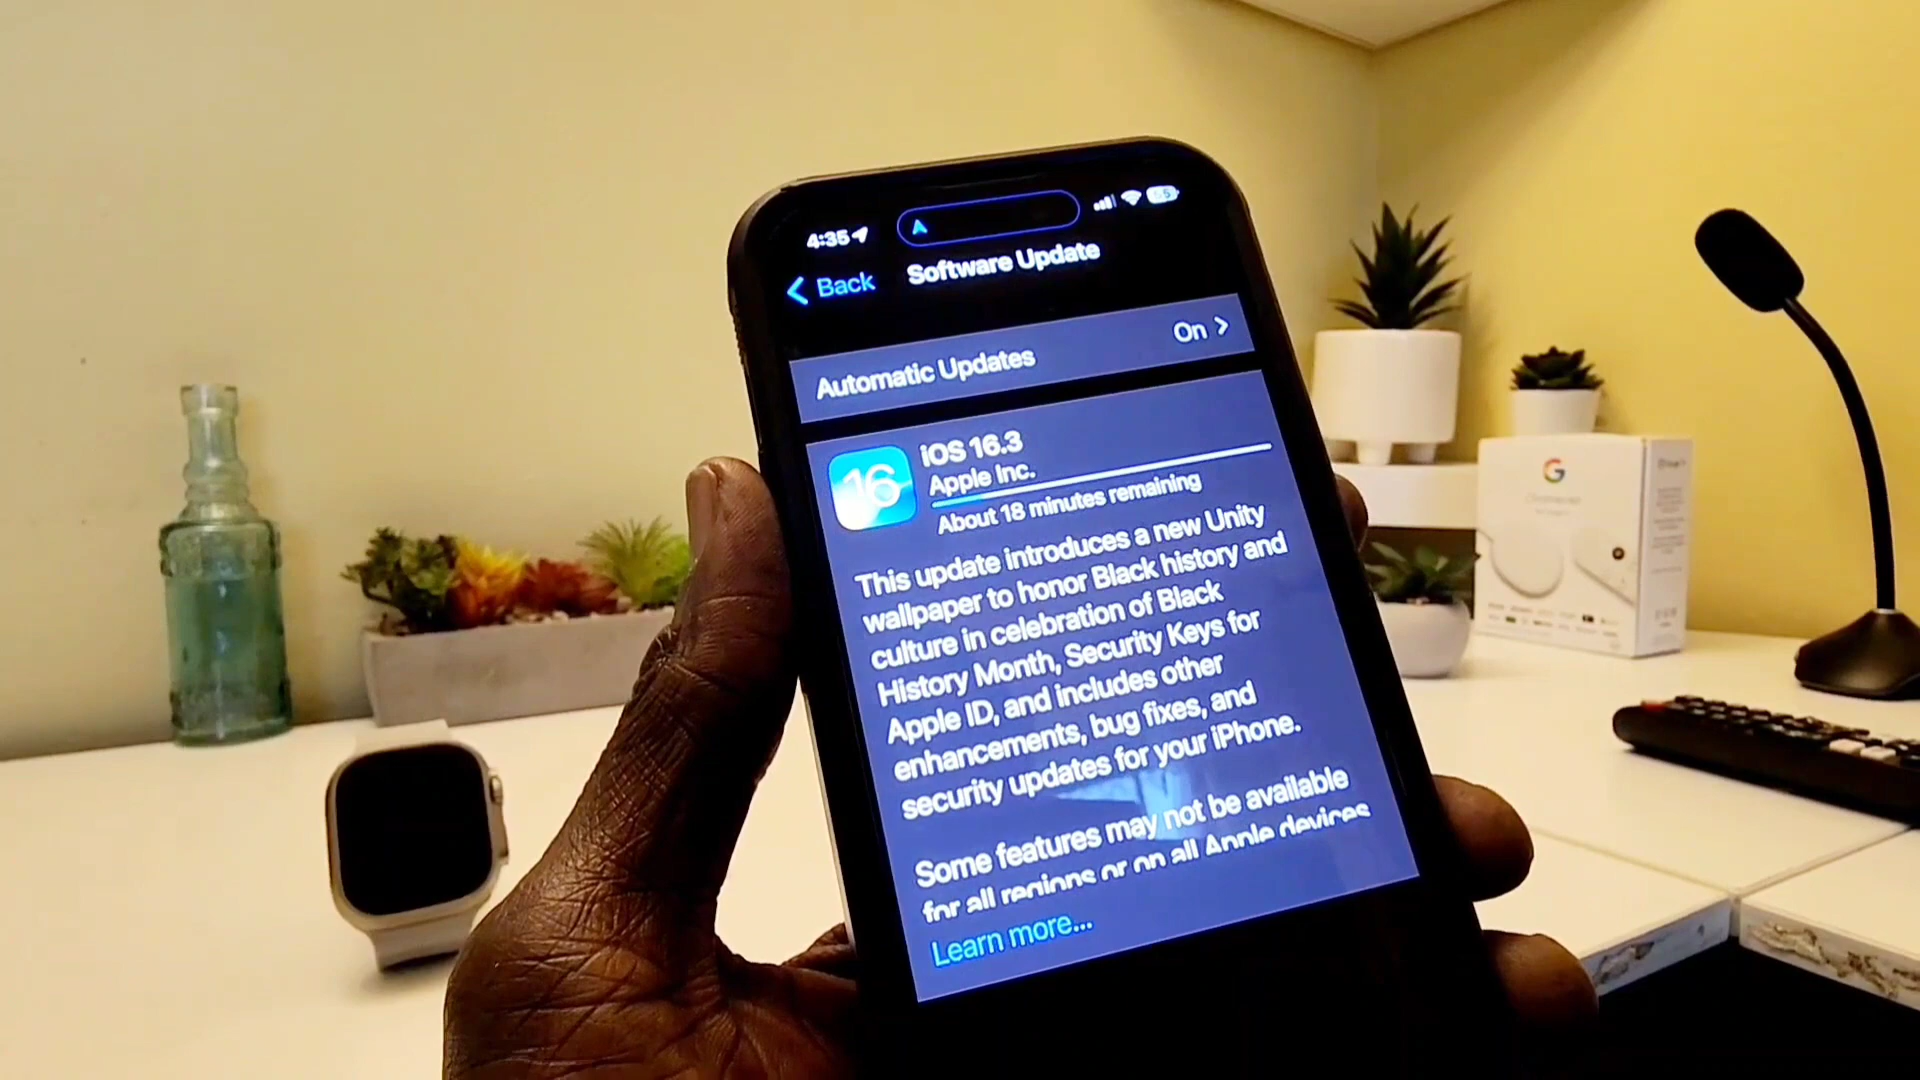 4:35
55
Back
Software Update
Automatic Updates
On
16
iOS 16.3
Apple Inc.
About 18 minutes remaining
This update introduces a new Unity
wallpaper to honor Black history and
culture in celebration of Black
History Month, Security Keys for
Apple ID, and includes other
enhancements, bug fixes, and
security updates for your iPhone.
Some features may not be available
for all regions or on all Apple devices
Learn more...
G